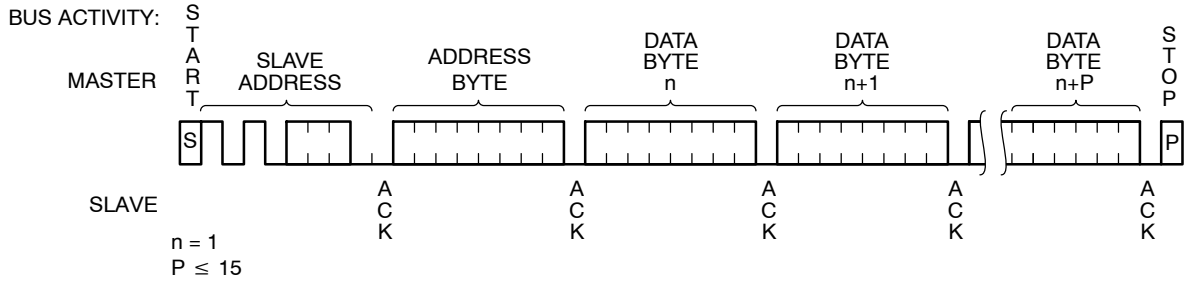 BUS ACTIVITY:
MASTER
START
SLAVE
ADDRESS
ADDRESS
BYTE
DATA
BYTE
n
DATA
BYTE
n+1
DATA
BYTE
n+P
STOP
S
P
SLAVE
ACK
ACK
ACK
ACK
ACK
n = 1
P ≤ 15